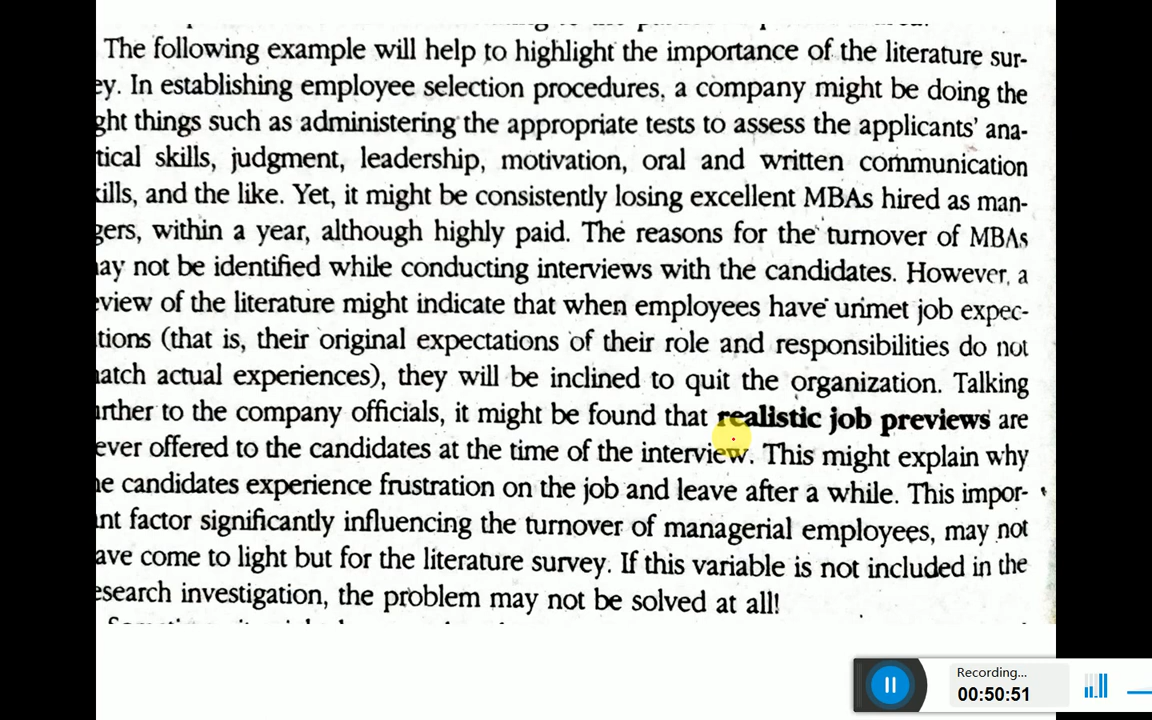 The following example will help to highlight the importance of the literature sur-
ey. In establishing employee selection procedures, a company might be doing the
ght things such as administering the appropriate tests to assess the applicants' ana-
tical skills, judgment, leadership, motivation, oral and written communication
kills, and the like. Yet, it might be consistently losing excellent MBAs hired as man-
gers, within a year, although highly paid. The reasons for the turnover of MBAs
ay not be identified while conducting interviews with the candidates. However, a
view of the literature might indicate that when employees have unmet job expec-
tions (that is, their original expectations of their role and responsibilities do not
atch actual experiences), they will be inclined to quit the organization. Talking
rther to the company officials, it might be found that realistic job previews are
ever offered to the candidates at the time of the interview. This might explain why
e candidates experience frustration on the job and leave after a while. This impor-
nt factor significantly influencing the turnover of managerial employees, may not
ave come to light but for the literature survey. If this variable is not included in the
esearch investigation, the problem may not be solved at all!
Recording...
00:50:51